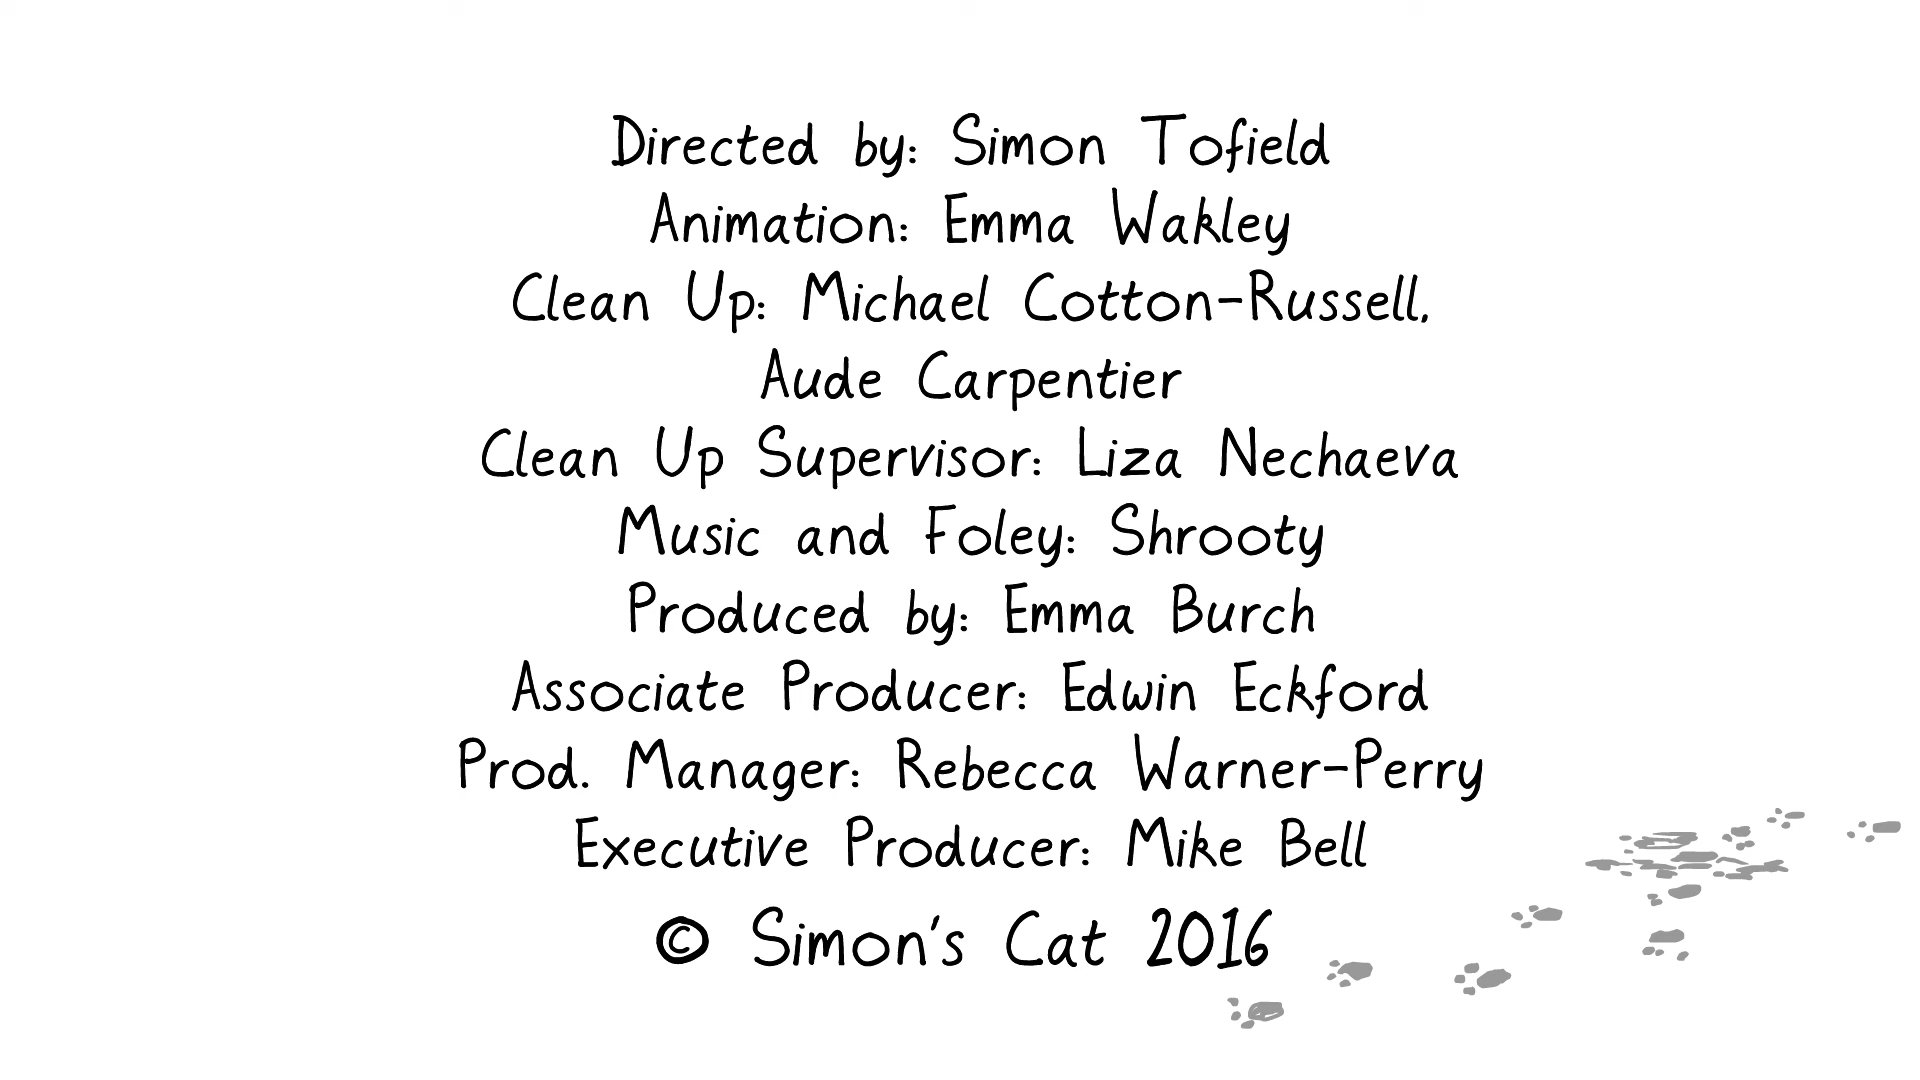 Directed by: Simon Tofield
Animation: Emma Wakley
Clean Up: Michael Cotton-Russell,
Aude Carpentier
Clean Up Supervisor: Liza Nechaeva
Music and Foley: Shrooty
Produced by: Emma Burch
Associate Producer: Edwin Eckford
Prod. Manager: Rebecca Warner-Perry
Executive Producer: Mike Bell
© Simon's Cat 2016